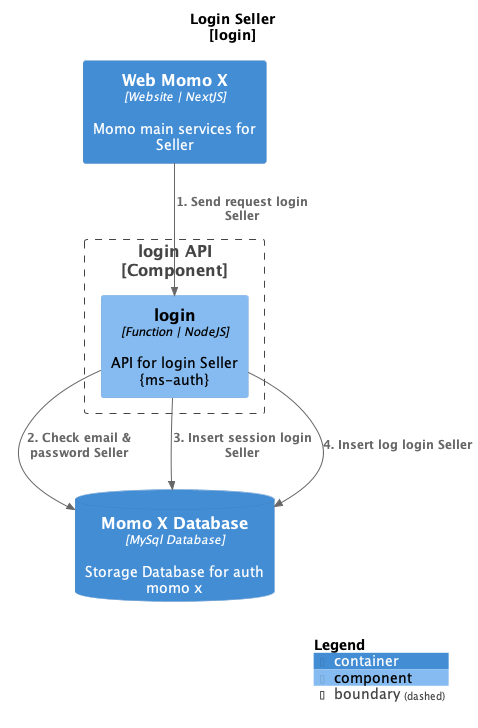 Login Seller
[login]
Web Momo X
[Website | NextJS]
Momo main services for
Seller
1. Send request login
Seller
login API
[Component]
login
[Function | NodeJS]
API for login Seller
{ms-auth}
2. Check email &
password Seller
3. Insert session login
Seller
4. Insert log login Seller
Momo X Database
[MySql Database]
Storage Database for auth
momo x
Legend
container
component
boundary (dashed)